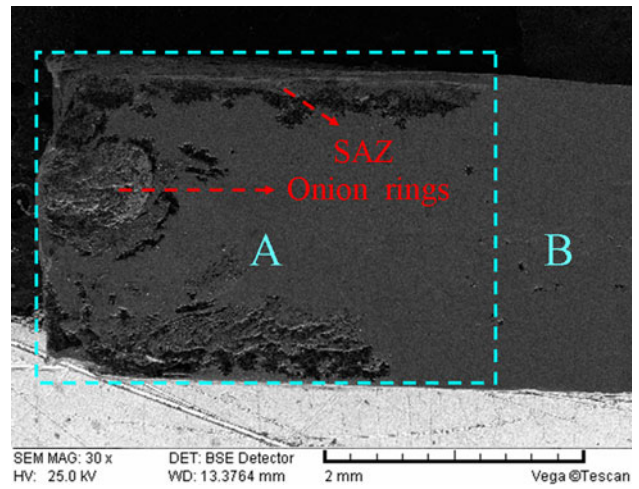 SAZ
Onion rings
A
B
SEM MAG: 30 x
DET: BSE Detector
HV: 25.0 kV
WD: 13.3764 mm
2 mm
Vega ©Tescan